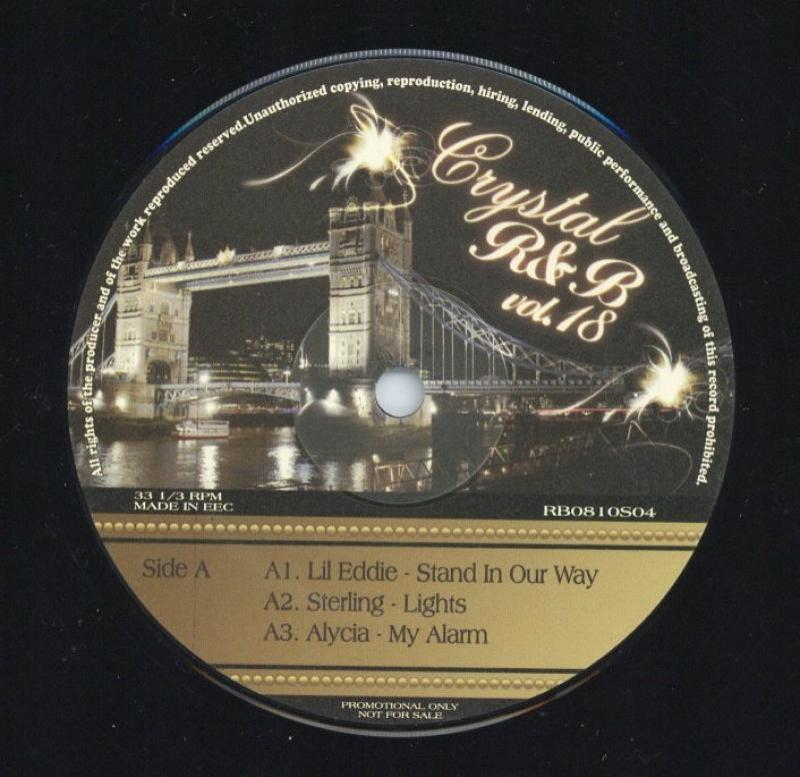 All rights of the producer and of the work reproduced reserved.Unauthorized copying, reproduction, hiring, lending, public performance and broadcasting of this record prohibited.
Crystal
R&B
vol.18
33 1/3 RPM
MADE IN EEC
RB0810S04
Side A
A1. Lil Eddie - Stand In Our Way
A2. Sterling - Lights
A3. Alycia - My Alarm
PROMOTIONAL ONLY
NOT FOR SALE